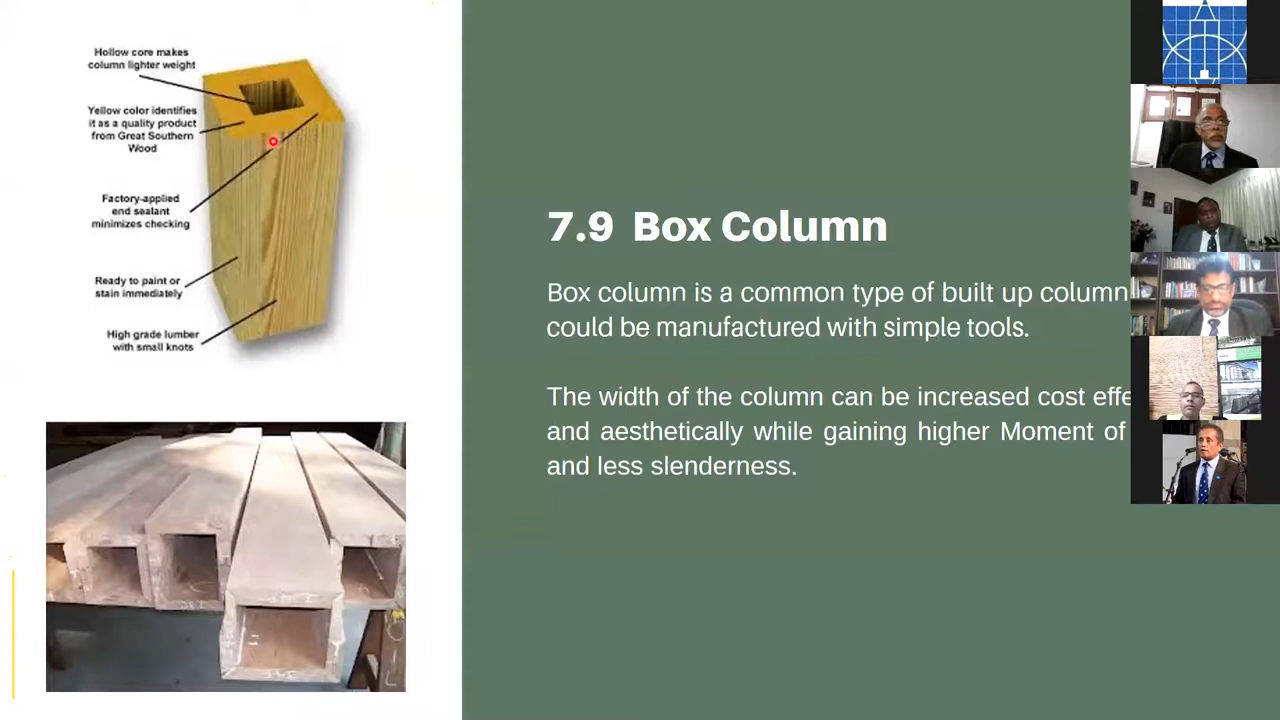 Hollow core makes
column lighter weight
Yellow color identifies
it as a quality product
from Great Southern
Wood
Factory-applied
end sealant
minimizes checking
Ready to paint or
stain immediately
High grade lumber
with small knots
7.9 Box Column
Box column is a common type of built up column
could be manufactured with simple tools.
The width of the column can be increased cost effe
and aesthetically while gaining higher Moment of
and less slenderness.